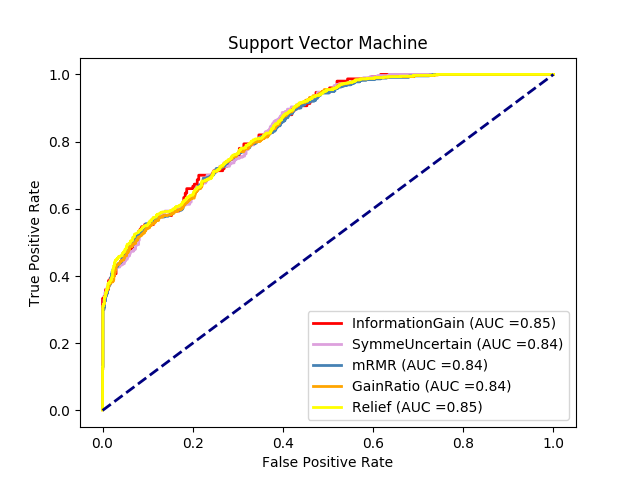 Support Vector Machine
True Positive Rate
1.0
0.8
0.6
0.4
0.2
0.0
InformationGain (AUC =0.85)
SymmeUncertain (AUC =0.84)
mRMR (AUC =0.84)
GainRatio (AUC =0.84)
Relief (AUC =0.85)
0.0 0.2 0.4 0.6 0.8 1.0
False Positive Rate